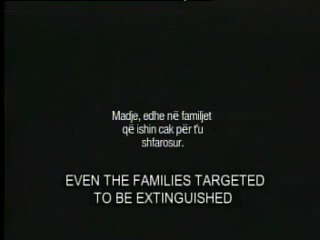 Madje, edhe në familjet
që ishin cak për t'u
shfarosur.
EVEN THE FAMILIES TARGETED
TO BE EXTINGUISHED